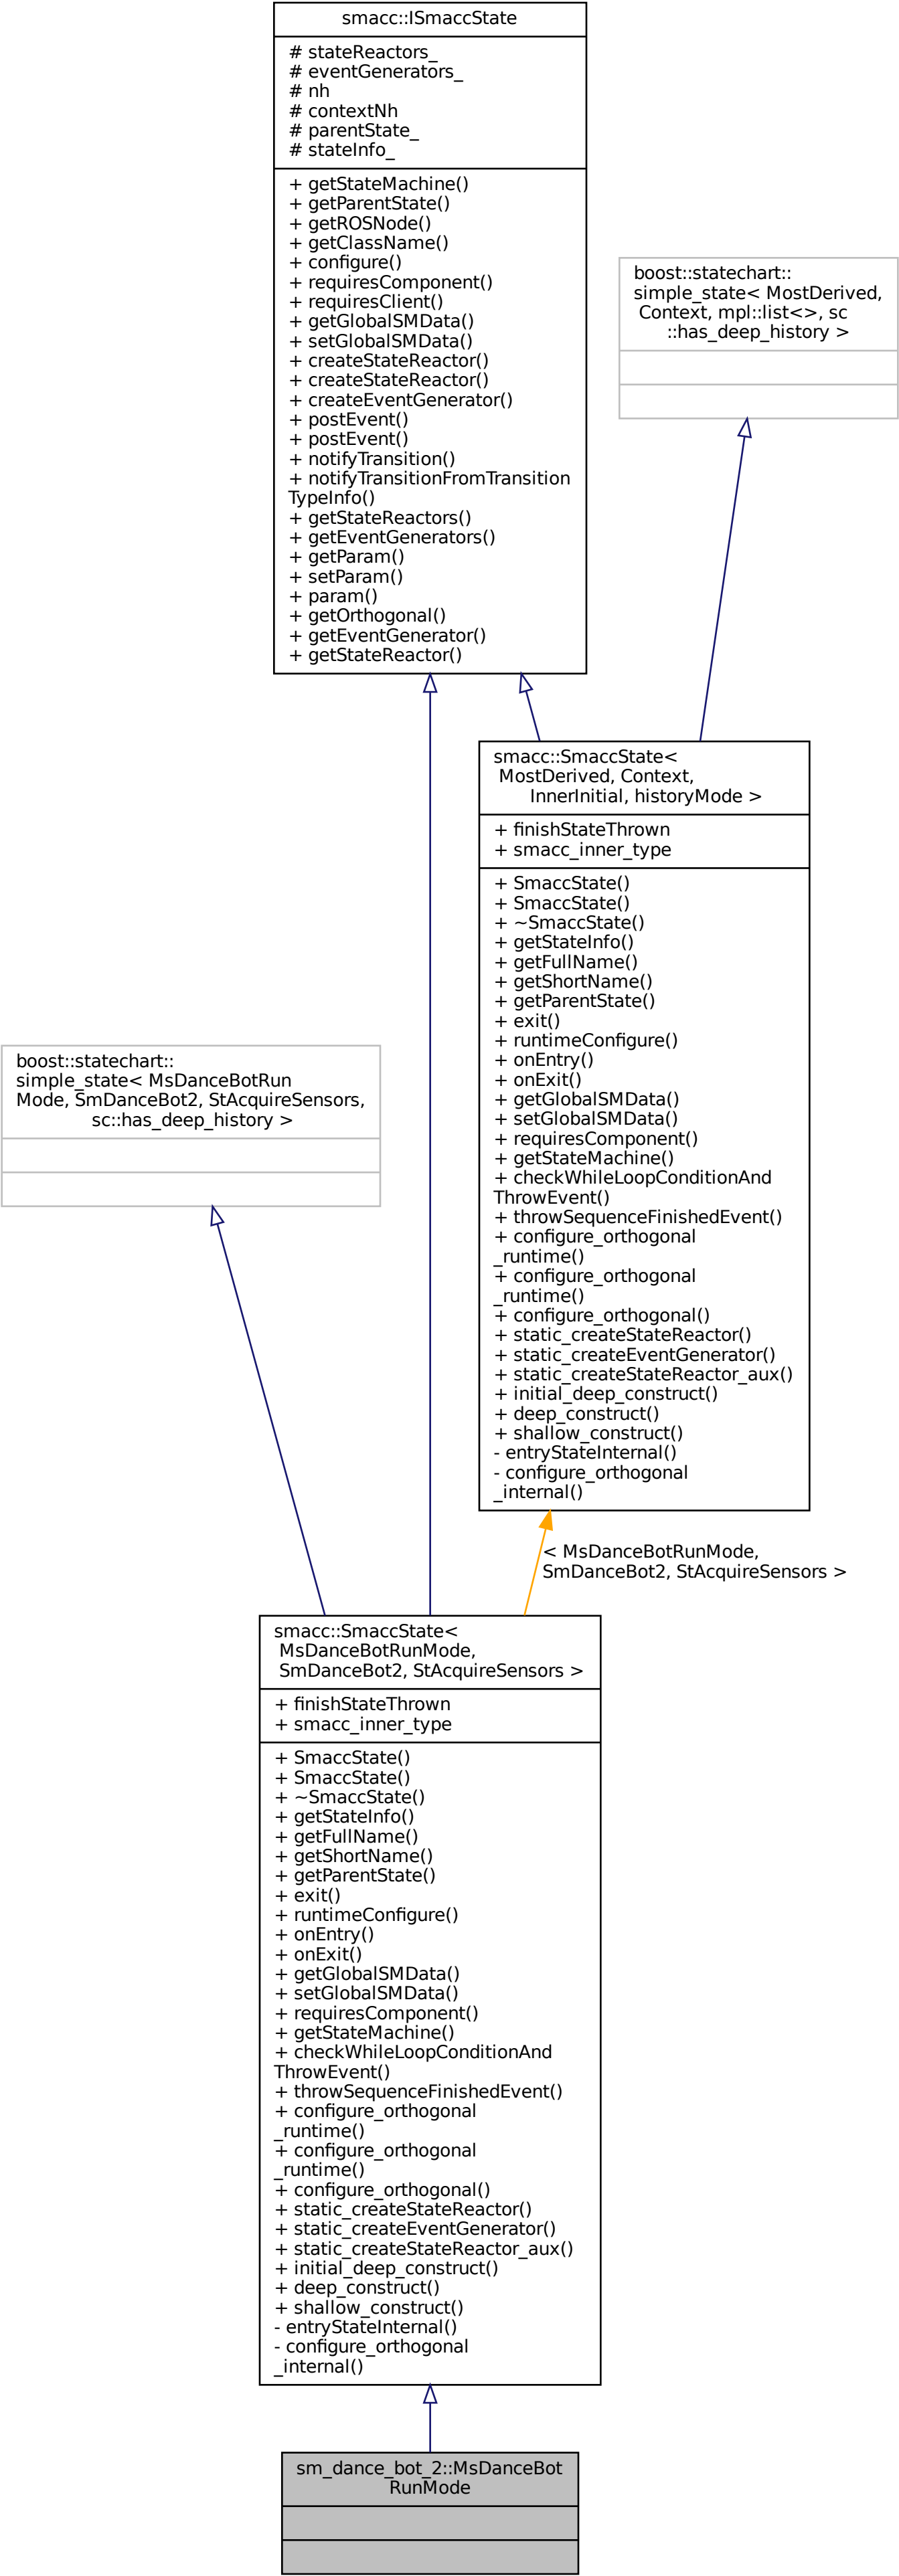 smacc::ISmaccState
# stateReactors_
# eventGenerators_
# nh
# contextNh
# parentState_
# stateInfo_
+ getStateMachine()
+ getParentState()
+ getROSNode()
+ getClassName()
+ configure()
+ requiresComponent()
+ requiresClient()
+ getGlobalSMData()
+ setGlobalSMData()
+ createStateReactor()
+ createStateReactor()
+ createEventGenerator()
+ postEvent()
+ postEvent()
+ notifyTransition()
+ notifyTransitionFromTransition
TypeInfo()
+ getStateReactors()
+ getEventGenerators()
+ getParam()
+ setParam()
+ param()
+ getOrthogonal()
+ getEventGenerator()
+ getStateReactor()
boost::statechart::
simple_state< MostDerived,
Context, mpl::list<>, sc
::has_deep_history >
smacc::SmaccState<
MostDerived, Context,
InnerInitial, historyMode >
+ finishStateThrown
+ smacc_inner_type
+ SmaccState()
+ SmaccState()
+ ~SmaccState()
+ getStateInfo()
+ getFullName()
+ getShortName()
+ getParentState()
+ exit()
+ runtimeConfigure()
+ onEntry()
+ onExit()
+ getGlobalSMData()
+ setGlobalSMData()
+ requiresComponent()
+ getStateMachine()
+ checkWhileLoopConditionAnd
ThrowEvent()
+ throwSequenceFinishedEvent()
+ configure_orthogonal
_runtime()
+ configure_orthogonal
_runtime()
+ configure_orthogonal()
+ static_createStateReactor()
+ static_createEventGenerator()
+ static_createStateReactor_aux()
+ initial_deep_construct()
+ deep_construct()
+ shallow_construct()
- entryStateInternal()
- configure_orthogonal
_internal()
boost::statechart::
simple_state< MsDanceBotRun
Mode, SmDanceBot2, StAcquireSensors,
sc::has_deep_history >
< MsDanceBotRunMode,
SmDanceBot2, StAcquireSensors >
smacc::SmaccState<
MsDanceBotRunMode,
SmDanceBot2, StAcquireSensors >
+ finishStateThrown
+ smacc_inner_type
+ SmaccState()
+ SmaccState()
+ ~SmaccState()
+ getStateInfo()
+ getFullName()
+ getShortName()
+ getParentState()
+ exit()
+ runtimeConfigure()
+ onEntry()
+ onExit()
+ getGlobalSMData()
+ setGlobalSMData()
+ requiresComponent()
+ getStateMachine()
+ checkWhileLoopConditionAnd
ThrowEvent()
+ throwSequenceFinishedEvent()
+ configure_orthogonal
_runtime()
+ configure_orthogonal
_runtime()
+ configure_orthogonal()
+ static_createStateReactor()
+ static_createEventGenerator()
+ static_createStateReactor_aux()
+ initial_deep_construct()
+ deep_construct()
+ shallow_construct()
- entryStateInternal()
- configure_orthogonal
_internal()
sm_dance_bot_2::MsDanceBot
RunMode